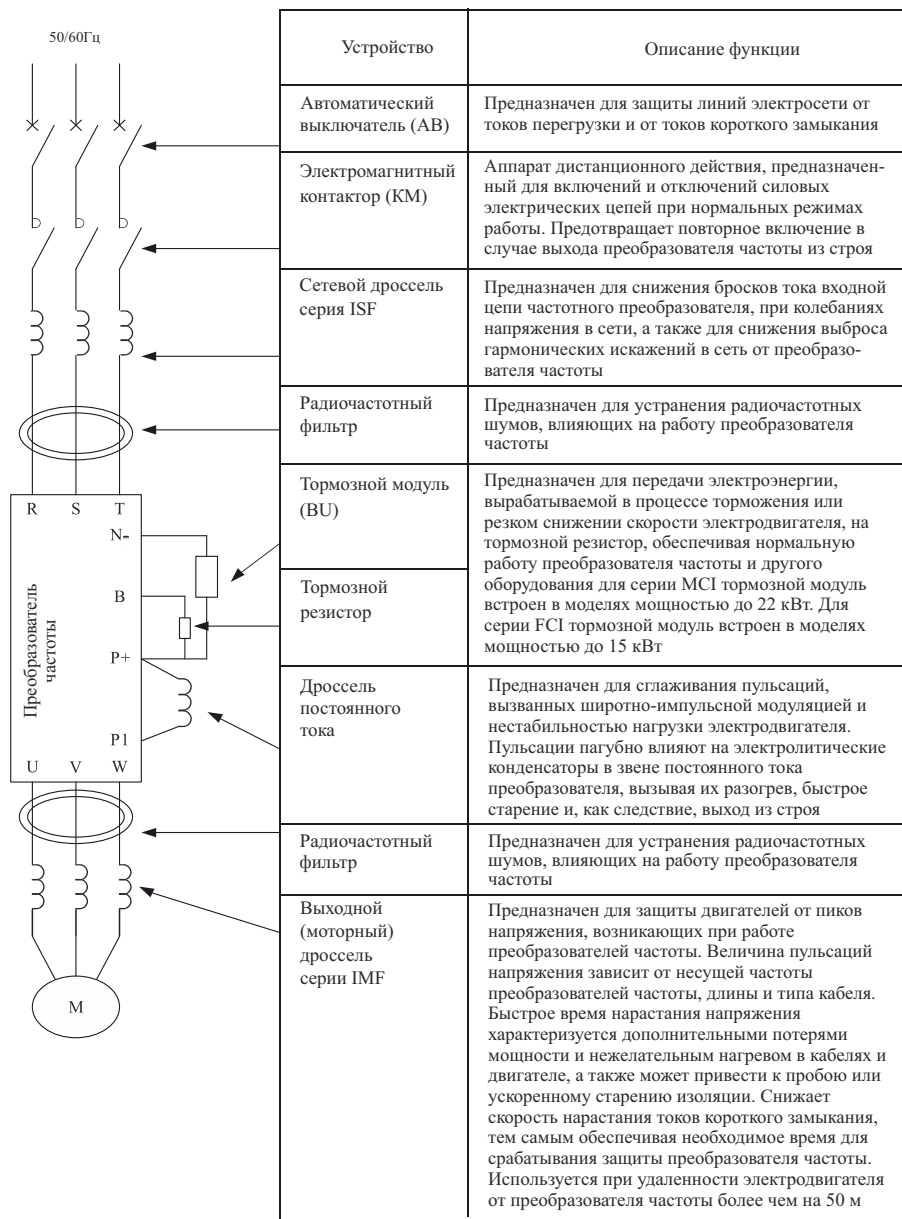 50/60Гц
R S T
N-
B
P+
P1
Преобразователь
частоты
U V W
M
Устройство
Описание функции
Автоматический
выключатель (АВ)
Предназначен для защиты линий электросети от
токов перегрузки и от токов короткого замыкания
Электромагнитный
контактор (КМ)
Аппарат дистанционного действия, предназначен-
ный для включений и отключений силовых
электрических цепей при нормальных режимах
работы. Предотвращает повторное включение в
случае выхода преобразователя частоты из строя
Сетевой дроссель
серия ISF
Предназначен для снижения бросков тока входной
цепи частотного преобразователя, при колебаниях
напряжения в сети, а также для снижения выброса
гармонических искажений в сеть от преобразо-
вателя частоты
Радиочастотный
фильтр
Предназначен для устранения радиочастотных
шумов, влияющих на работу преобразователя
частоты
Тормозной модуль
(BU)
Тормозной
резистор
Предназначен для передачи электроэнергии,
вырабатываемой в процессе торможения или
резком снижении скорости электродвигателя, на
тормозной резистор, обеспечивая нормальную
работу преобразователя частоты и другого
оборудования для серии MCI тормозной модуль
встроен в моделях мощностью до 22 кВт. Для
серии FCI тормозной модуль встроен в моделях
мощностью до 15 кВт
Дроссель
постоянного
тока
Предназначен для сглаживания пульсаций,
вызванных широтно-импульсной модуляцией и
нестабильностью нагрузки электродвигателя.
Пульсации пагубно влияют на электролитические
конденсаторы в звене постоянного тока
преобразователя, вызывая их разогрев, быстрое
старение и, как следствие, выход из строя
Радиочастотный
фильтр
Предназначен для устранения радиочастотных
шумов, влияющих на работу преобразователя
частоты
Выходной
(моторный)
дроссель
серии IMF
Предназначен для защиты двигателей от пиков
напряжения, возникающих при работе
преобразователей частоты. Величина пульсаций
напряжения зависит от несущей частоты
преобразователей частоты, длины и типа кабеля.
Быстрое время нарастания напряжения
характеризуется дополнительными потерями
мощности и нежелательным нагревом в кабелях и
двигателе, а также может привести к пробою или
ускоренному старению изоляции. Снижает
скорость нарастания токов короткого замыкания,
тем самым обеспечивая необходимое время для
срабатывания защиты преобразователя частоты.
Используется при удаленности электродвигателя
от преобразователя частоты более чем на 50 м